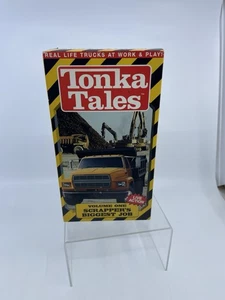 REAL LIFE TRUCKS AT WORK & PLAY!
Tonka
Tales
VOLUME ONE
SCRAPPER'S
BIGGEST JOB